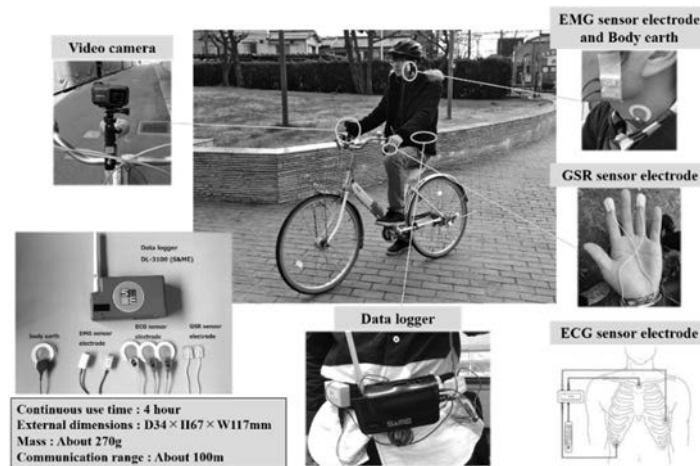 Video camera
EMG sensor electrode
and Body earth
GSR sensor electrode
Data logger
DL-3100 (S&ME)
body earth
EMG sensor
electrode
ECG sensor
electrode
GSR sensor
electrode
Data logger
S&ME
ECG sensor electrode
Continuous use time : 4 hour
External dimensions : D34×H67×W117mm
Mass : About 270g
Communication range : About 100m